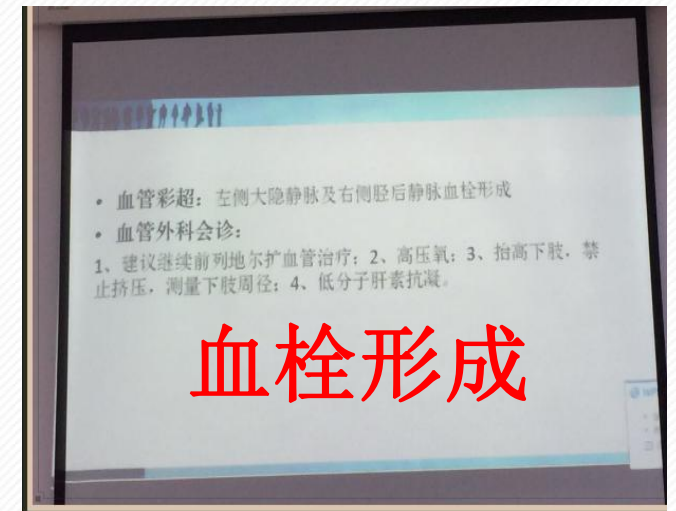 • 血管彩超：左侧大隐静脉及右侧胫后静脉血栓形成
• 血管外科会诊：
1、建议继续前列地尔扩血管治疗；2、高压氧；3、抬高下肢，禁
止挤压，测量下肢周径；4、低分子肝素抗凝。
血栓形成